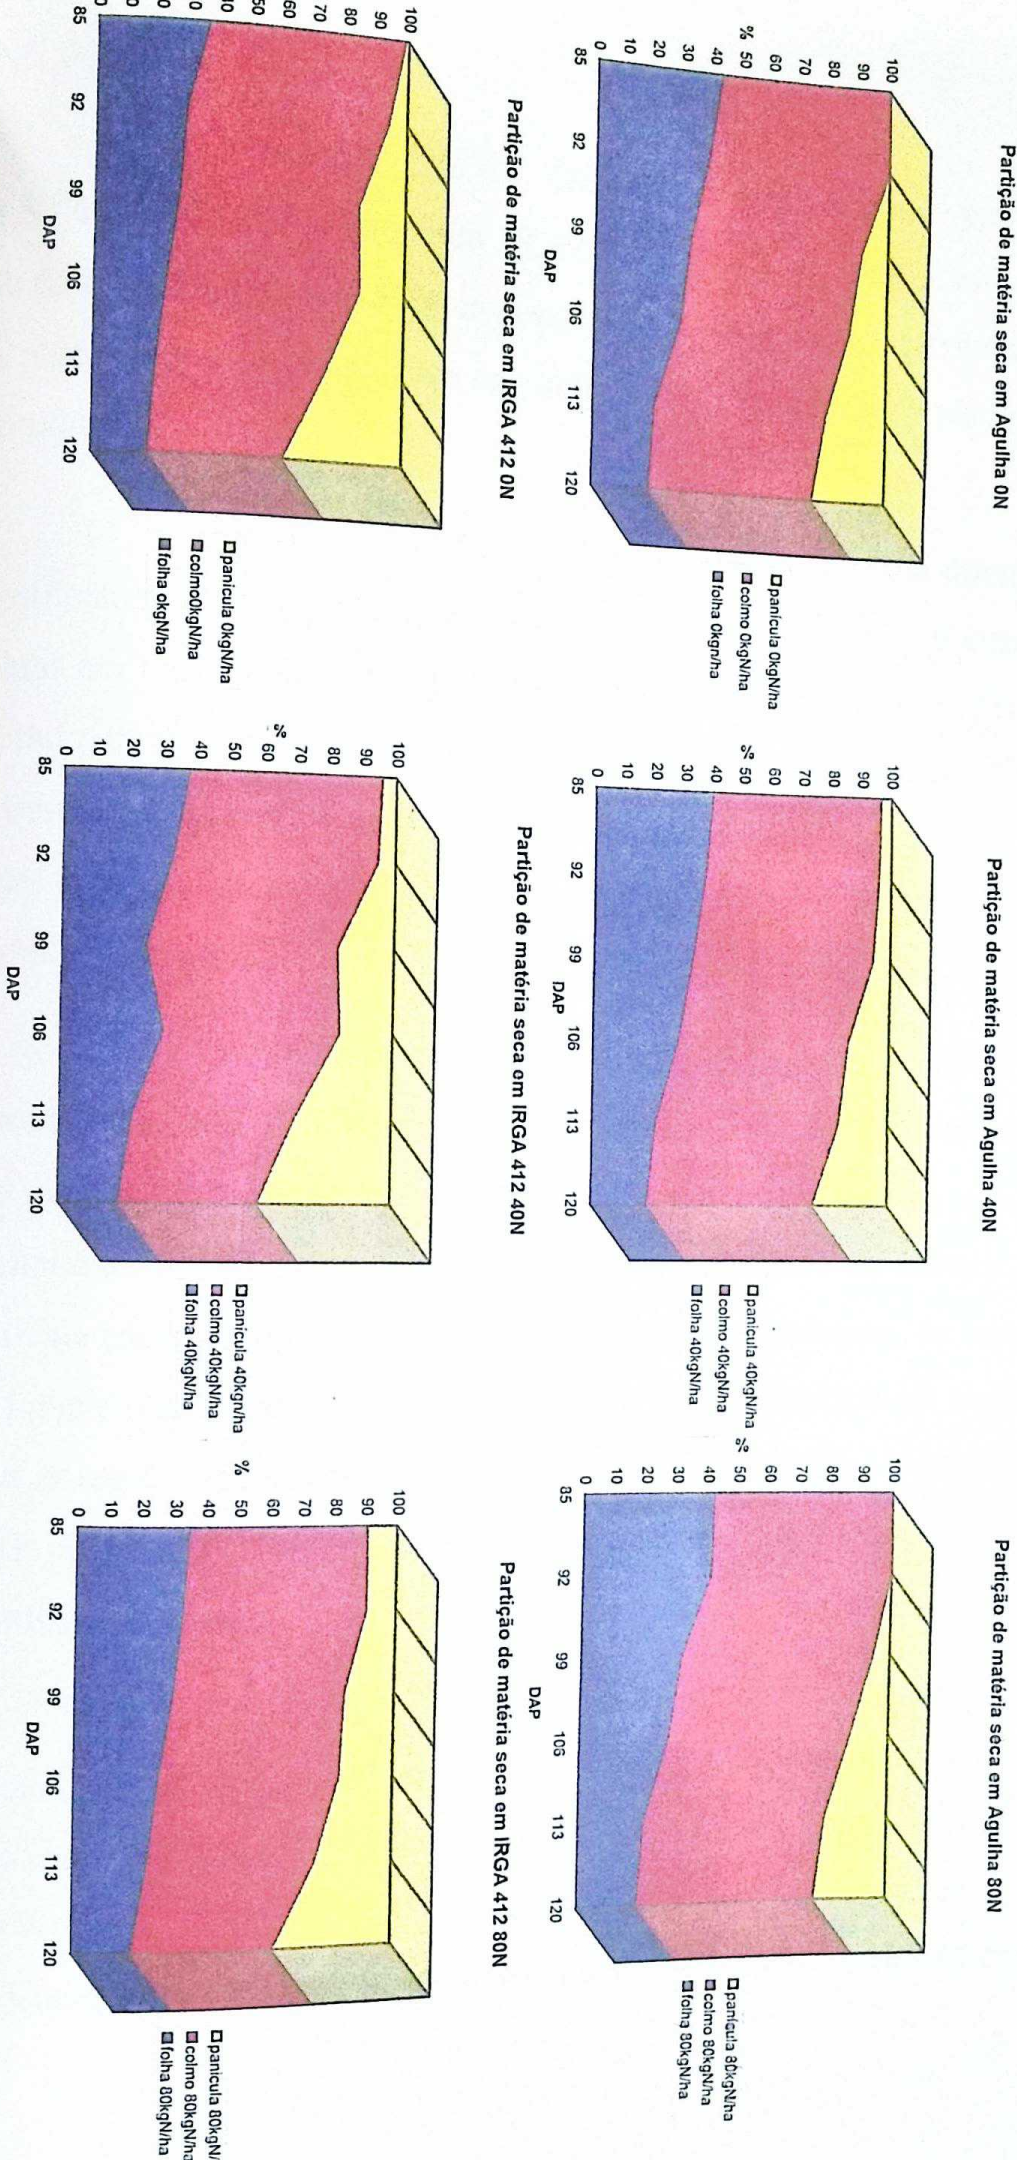 Partição de matéria seca em Agulha 0N
%
100
90
80
70
60
50
40
30
20
10
0
85 92 99 106 113 120
DAP
panícula 0kgN/ha
colmo 0kgN/ha
folha 0kgn/ha
Partição de matéria seca em Agulha 40N
%
100
90
80
70
60
50
40
30
20
10
0
85 92 99 106 113 120
DAP
panícula 40kgN/ha
colmo 40kgN/ha
folha 40kgN/ha
Partição de matéria seca em Agulha 80N
%
100
90
80
70
60
50
40
30
20
10
0
85 92 99 106 113 120
DAP
panícula 80kgN/ha
colmo 80kgN/ha
folha 80kgN/ha
Partição de matéria seca em IRGA 412 0N
100
90
80
70
60
50
85 92 99 106 113 120
DAP
panicula 0kgN/ha
colmo0kgN/ha
folha okgN/ha
Partição de matéria seca em IRGA 412 40N
%
100
90
80
70
60
50
40
30
20
10
0
85 92 99 106 113 120
DAP
panicula 40kgn/ha
colmo 40kgN/ha
folha 40kgN/ha
Partição de matéria seca em IRGA 412 80N
%
100
90
80
70
60
50
40
30
20
10
0
85 92 99 106 113 120
DAP
panicula 80kgN/
colmo 80kgN/ha
folha 80kgN/ha